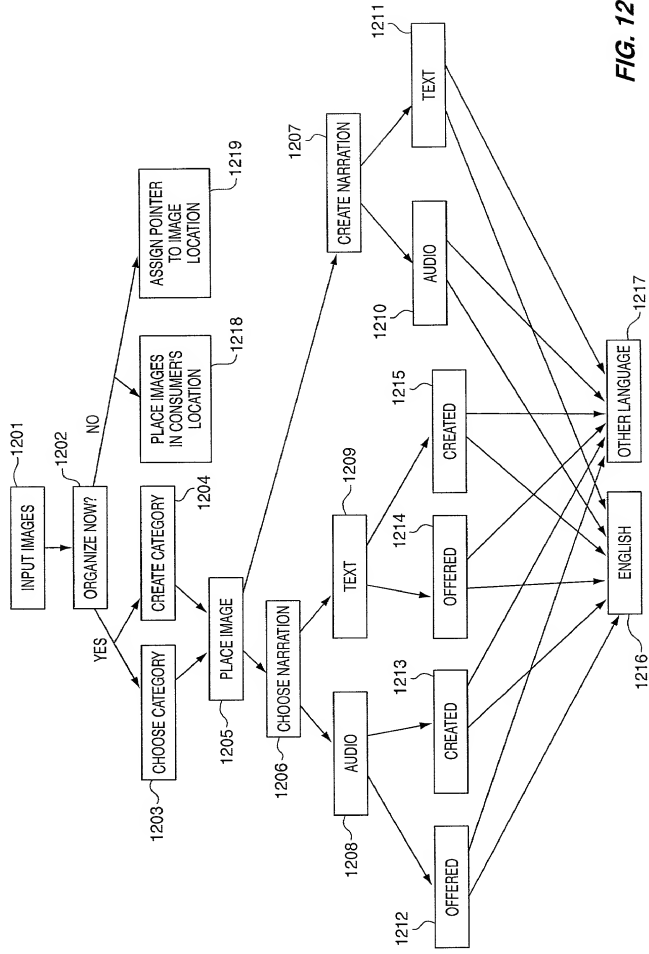 1201
INPUT IMAGES
1202
ORGANIZE NOW?
YES
NO
1203
CHOOSE CATEGORY
1204
CREATE CATEGORY
PLACE IMAGES
IN CONSUMER'S
LOCATION
1218
ASSIGN POINTER
TO IMAGE
LOCATION
1219
PLACE IMAGE
1205
CHOOSE NARRATION
1206
1207
CREATE NARRATION
AUDIO
1208
TEXT
1209
AUDIO
1210
TEXT
1211
OFFERED
1212
CREATED
1213
OFFERED
1214
CREATED
1215
ENGLISH
1216
OTHER LANGUAGE
1217
FIG. 12